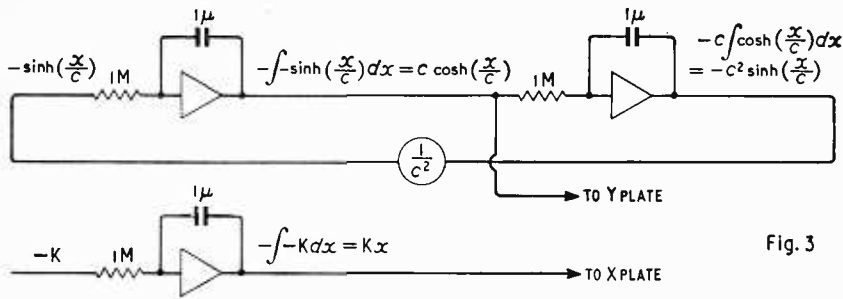 1μ
1μ
-sinh(x/c)
1M
-∫-sinh(x/c)dx = c cosh(x/c)
1M
-c∫cosh(x/c)dx
= -c² sinh(x/c)
1/c²
TO Y PLATE
1μ
-K
1M
-∫-Kdx = Kx
TO X PLATE
Fig. 3